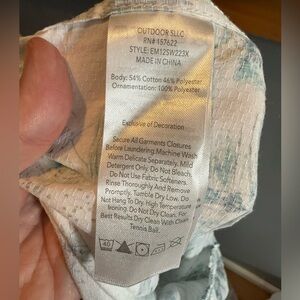 OUTDOOR 5LLC
RN# 157622
STYLE: EM12SW223X
MADE IN CHINA
Body: 54% Cotton 46% Polyester
Ornamentation: 100% Polyester
Exclusive of Decoration
Secure All Garments Closures
Before Laundering. Machine Wash
Warm Delicate Separately. Mild
Detergent Only. Do Not Bleach.
Do Not Use Fabric Softeners.
Rinse Thoroughly And Remove
Promptly. Tumble Dry Low. Do
Not Hang To Dry. High Temperature
Ironing. Do Not Dry Clean. For
Best Results Dry Clean With Clean
Tennis Ball.
40